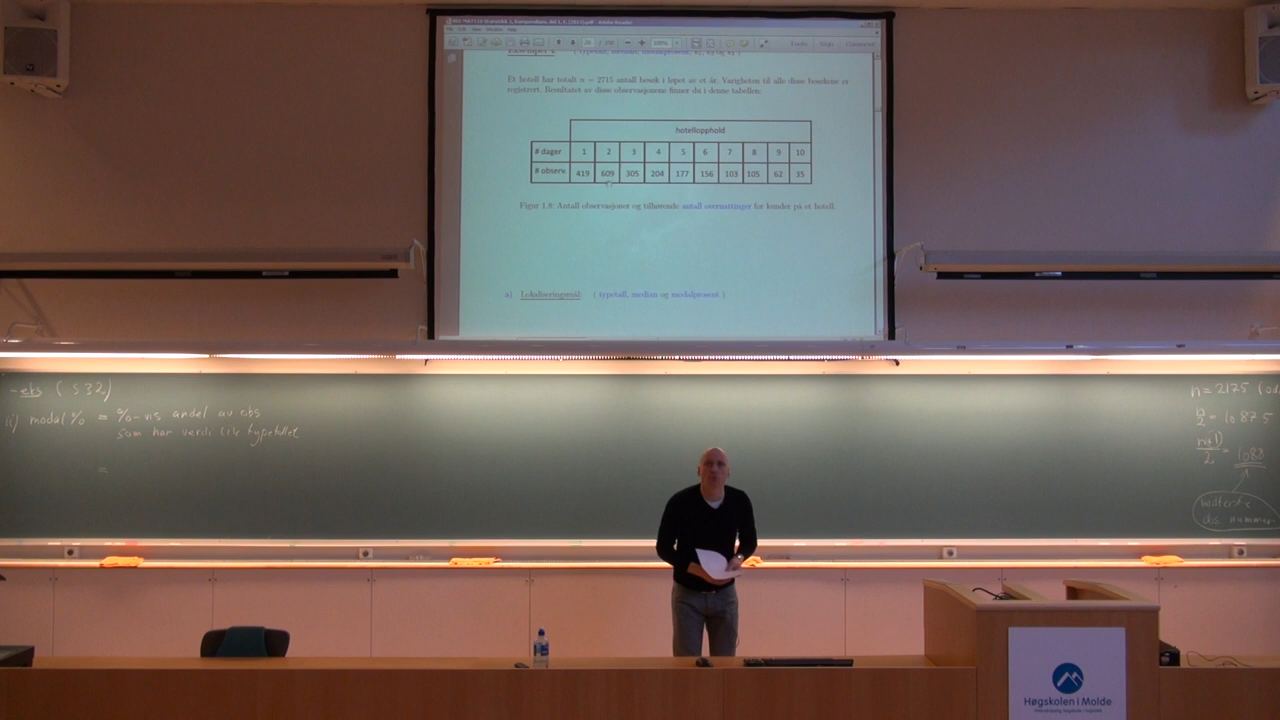 Et hotell har totalt n = 2715 antall besøk i løpet av et år. Varigheten til alle disse besøkene er
registrert. Resultatet av disse observasjonene finner du i denne tabellen.
hotellopphold
# dager 1 2 3 4 5 6 7 8 9 10
# observ. 419 609 305 204 177 156 103 105 62 35
Figur 1.8: Antall observasjoner og tilhørende antall overnattinger for kunder på et hotell.
a) Lokaliseringsmål: ( typetall, median og modalprosent )
- eks ( S 32)
ii) modal % = %-vis andel av obs
som har verdi lik typetallet
=
n = 2175
n/2 = 1087.5
(n+1)/2 = 1088
Høgskolen i Molde